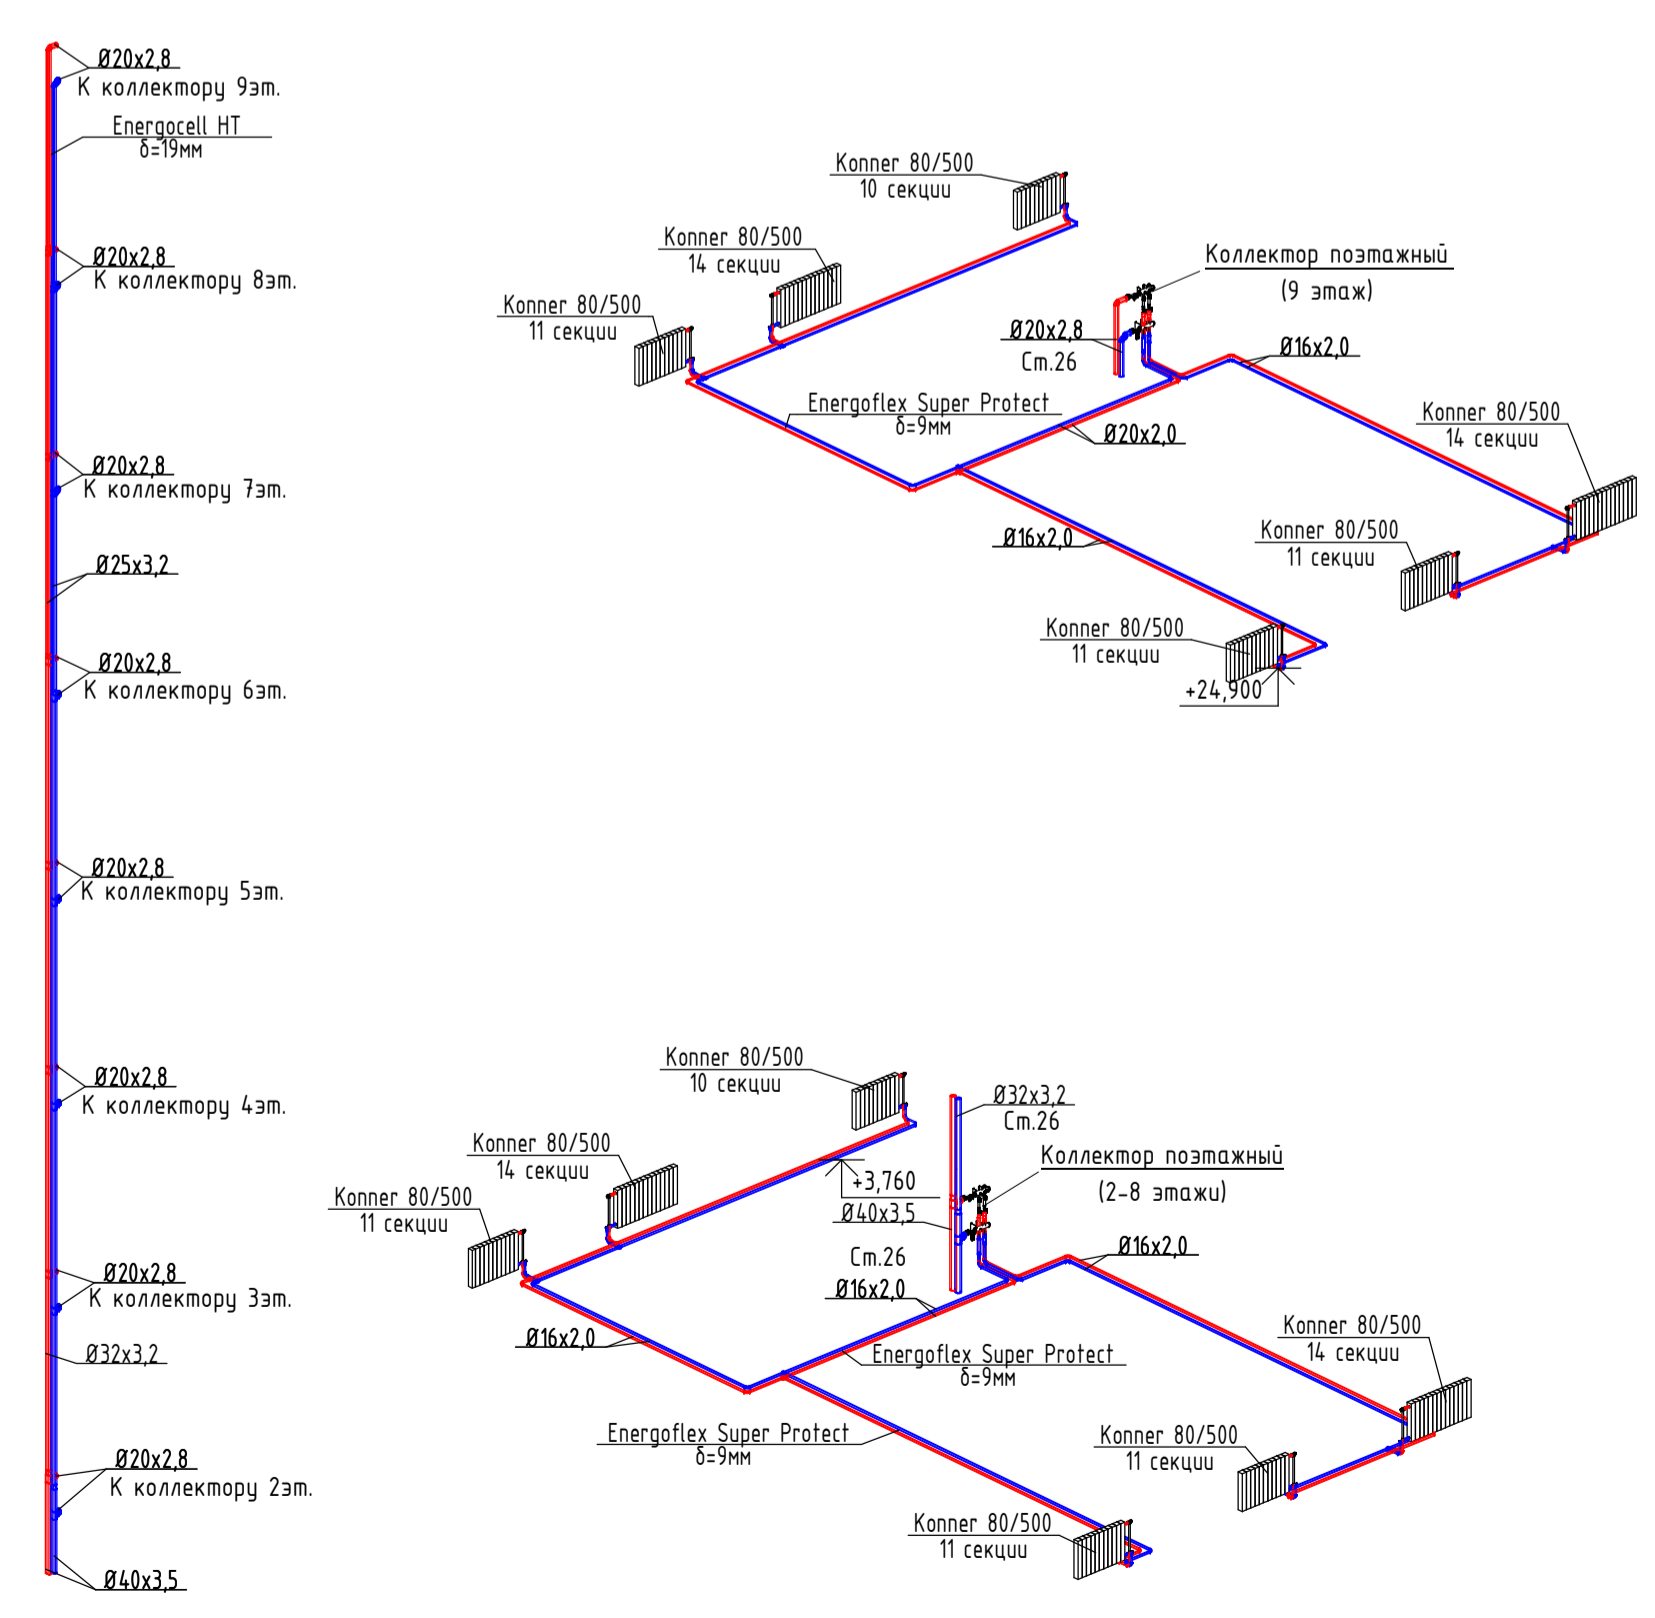 Ø20x2,8
К коллектору 9эт.
Energocell HT
δ=19мм
Ø20x2,8
К коллектору 8эт.
Ø20x2,8
К коллектору 7эт.
Ø25x3,2
Ø20x2,8
К коллектору 6эт.
Ø20x2,8
К коллектору 5эт.
Ø20x2,8
К коллектору 4эт.
Ø20x2,8
К коллектору 3эт.
Ø32x3,2
Ø20x2,8
К коллектору 2эт.
Ø40x3,5
Konner 80/500
10 секции
Konner 80/500
14 секции
Konner 80/500
11 секции
Коллектор поэтажный
(9 этаж)
Ø20x2,8
Ст.26
Ø16x2,0
Energoflex Super Protect
δ=9мм
Ø20x2,0
Konner 80/500
14 секции
Ø16x2,0
Konner 80/500
11 секции
Konner 80/500
11 секции
+24,900
Konner 80/500
10 секции
Ø32x3,2
Ст.26
Konner 80/500
14 секции
Коллектор поэтажный
(2-8 этажи)
+3,760
Konner 80/500
11 секции
Ø40x3,5
Ст.26
Ø16x2,0
Ø16x2,0
Ø16x2,0
Energoflex Super Protect
δ=9мм
Konner 80/500
14 секции
Energoflex Super Protect
δ=9мм
Konner 80/500
11 секции
Konner 80/500
11 секции